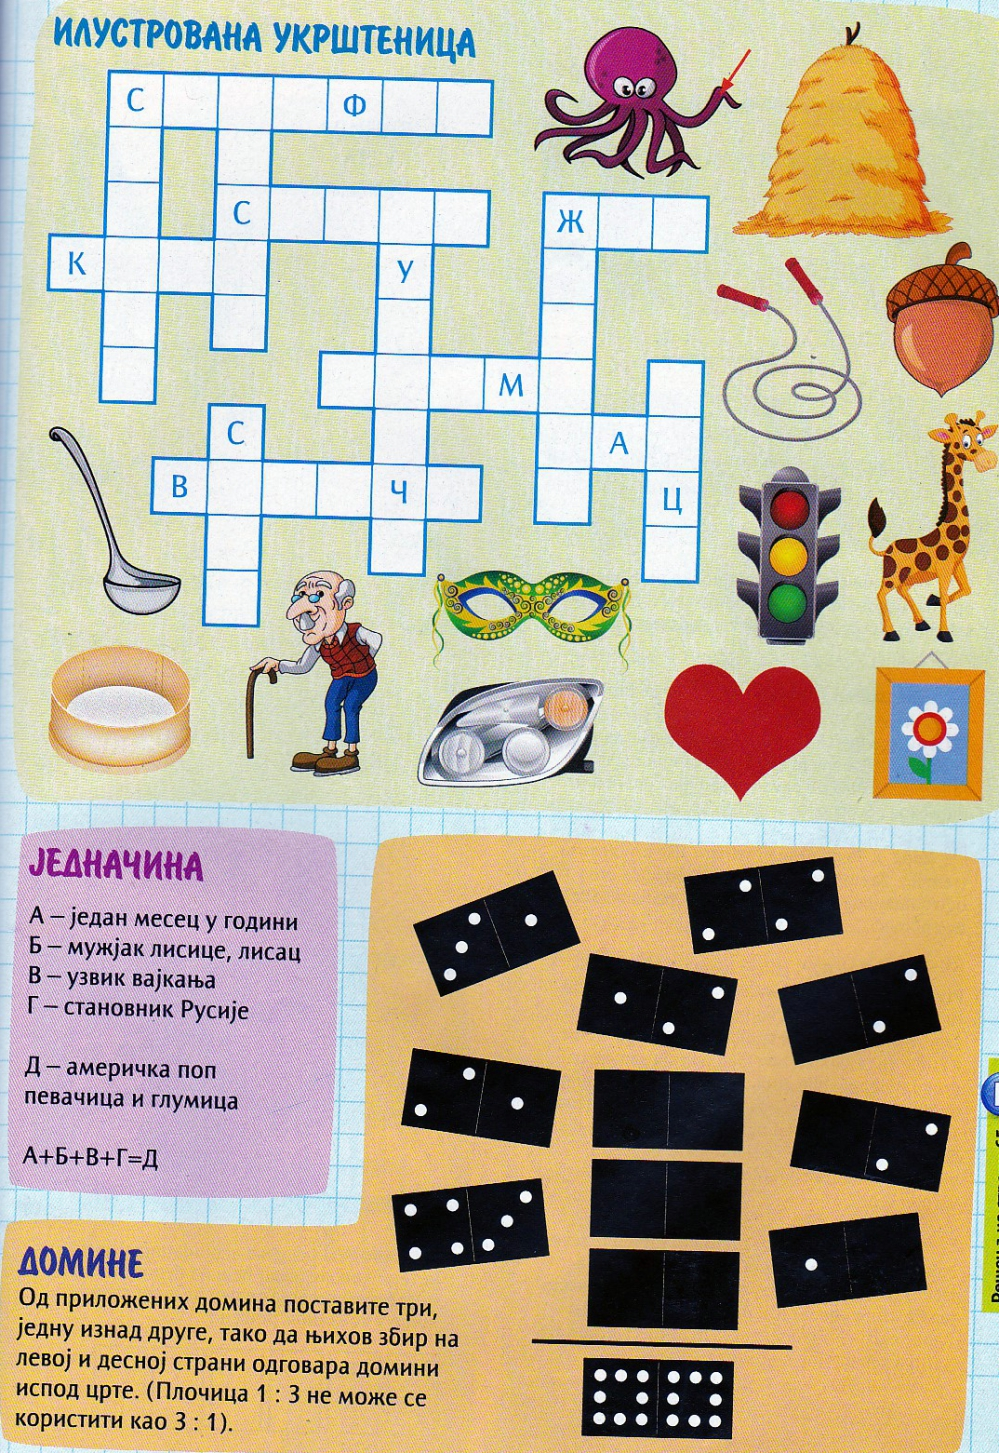 ИЛУСТРОВАНА УКРШТЕНИЦА
С Ф
С Ж
К У
М
С А
В Ч Ц
ЈЕДНАЧИНА
А – један месец у години
Б – мужјак лисице, лисац
В – узвик вајкања
Г – становник Русије
Д – америчка поп
певачица и глумица
А+Б+В+Г=Д
ДОМИНЕ
Од приложених домина поставите три,
једну изнад друге, тако да њихов збир на
левој и десној страни одговара домини
испод црте. (Плочица 1 : 3 не може се
користити као 3 : 1).